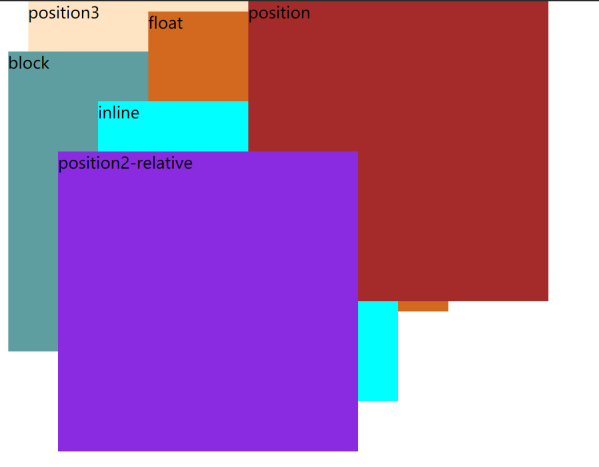 position3
float
position
block
inline
position2-relative